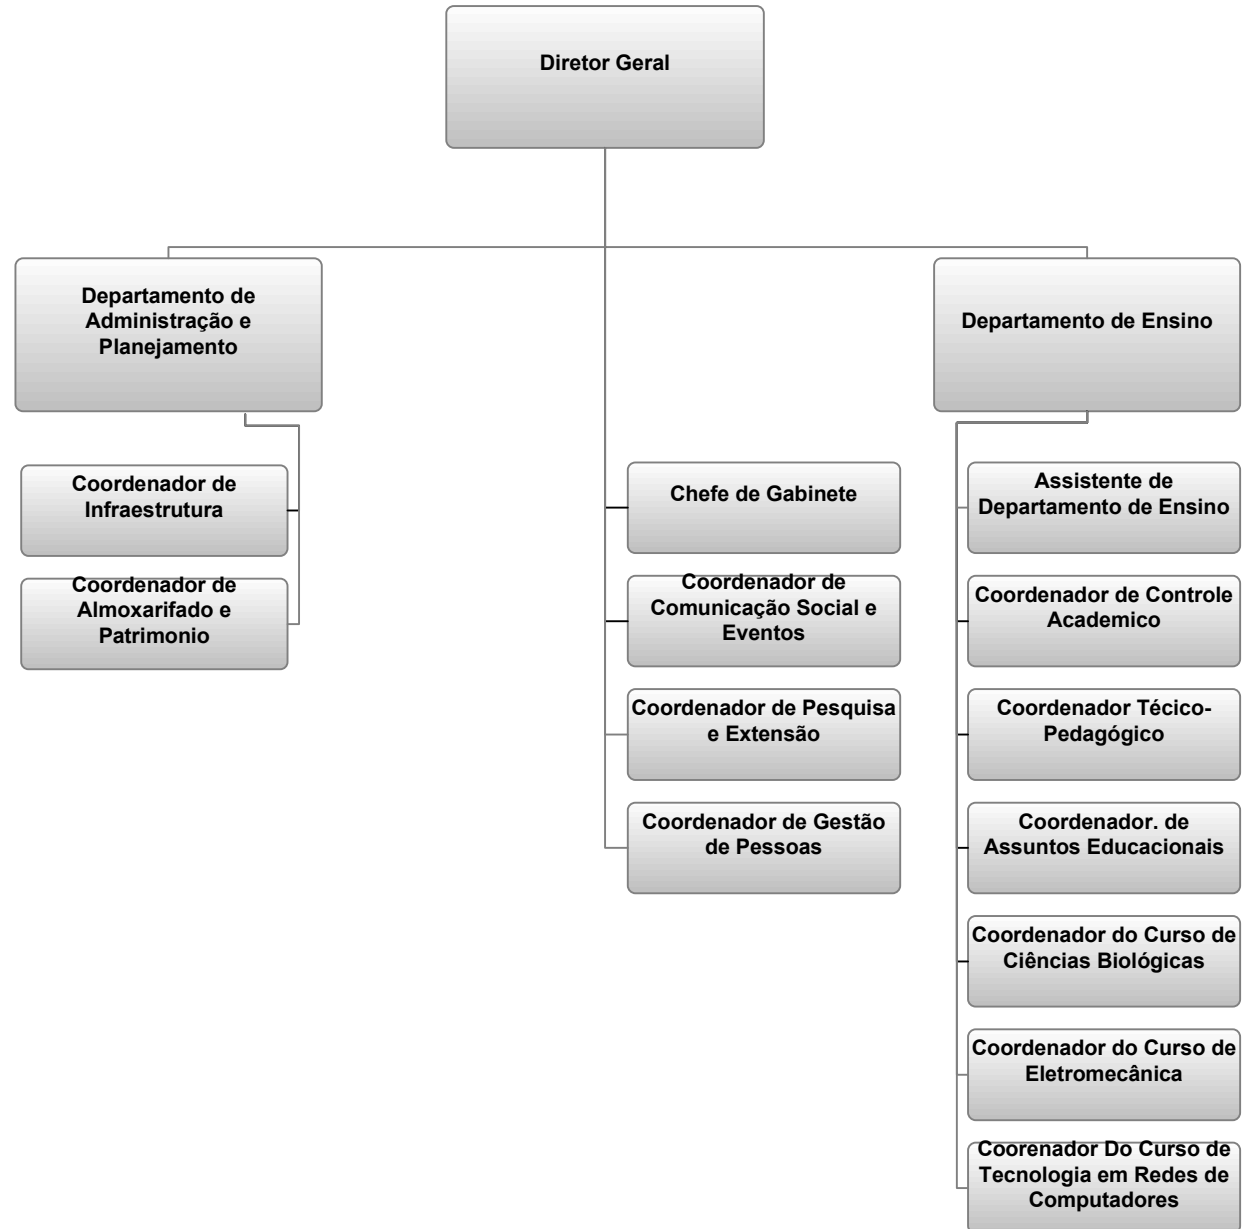 Diretor Geral
Departamento de
Administração e
Planejamento
Departamento de Ensino
Coordenador de
Infraestrutura
Coordenador de
Almoxarifado e
Patrimonio
Chefe de Gabinete
Coordenador de
Comunicação Social e
Eventos
Coordenador de Pesquisa
e Extensão
Coordenador de Gestão
de Pessoas
Assistente de
Departamento de Ensino
Coordenador de Controle
Academico
Coordenador Técico-
Pedagógico
Coordenador. de
Assuntos Educacionais
Coordenador do Curso de
Ciências Biológicas
Coordenador do Curso de
Eletromecânica
Coorenador Do Curso de
Tecnologia em Redes de
Computadores